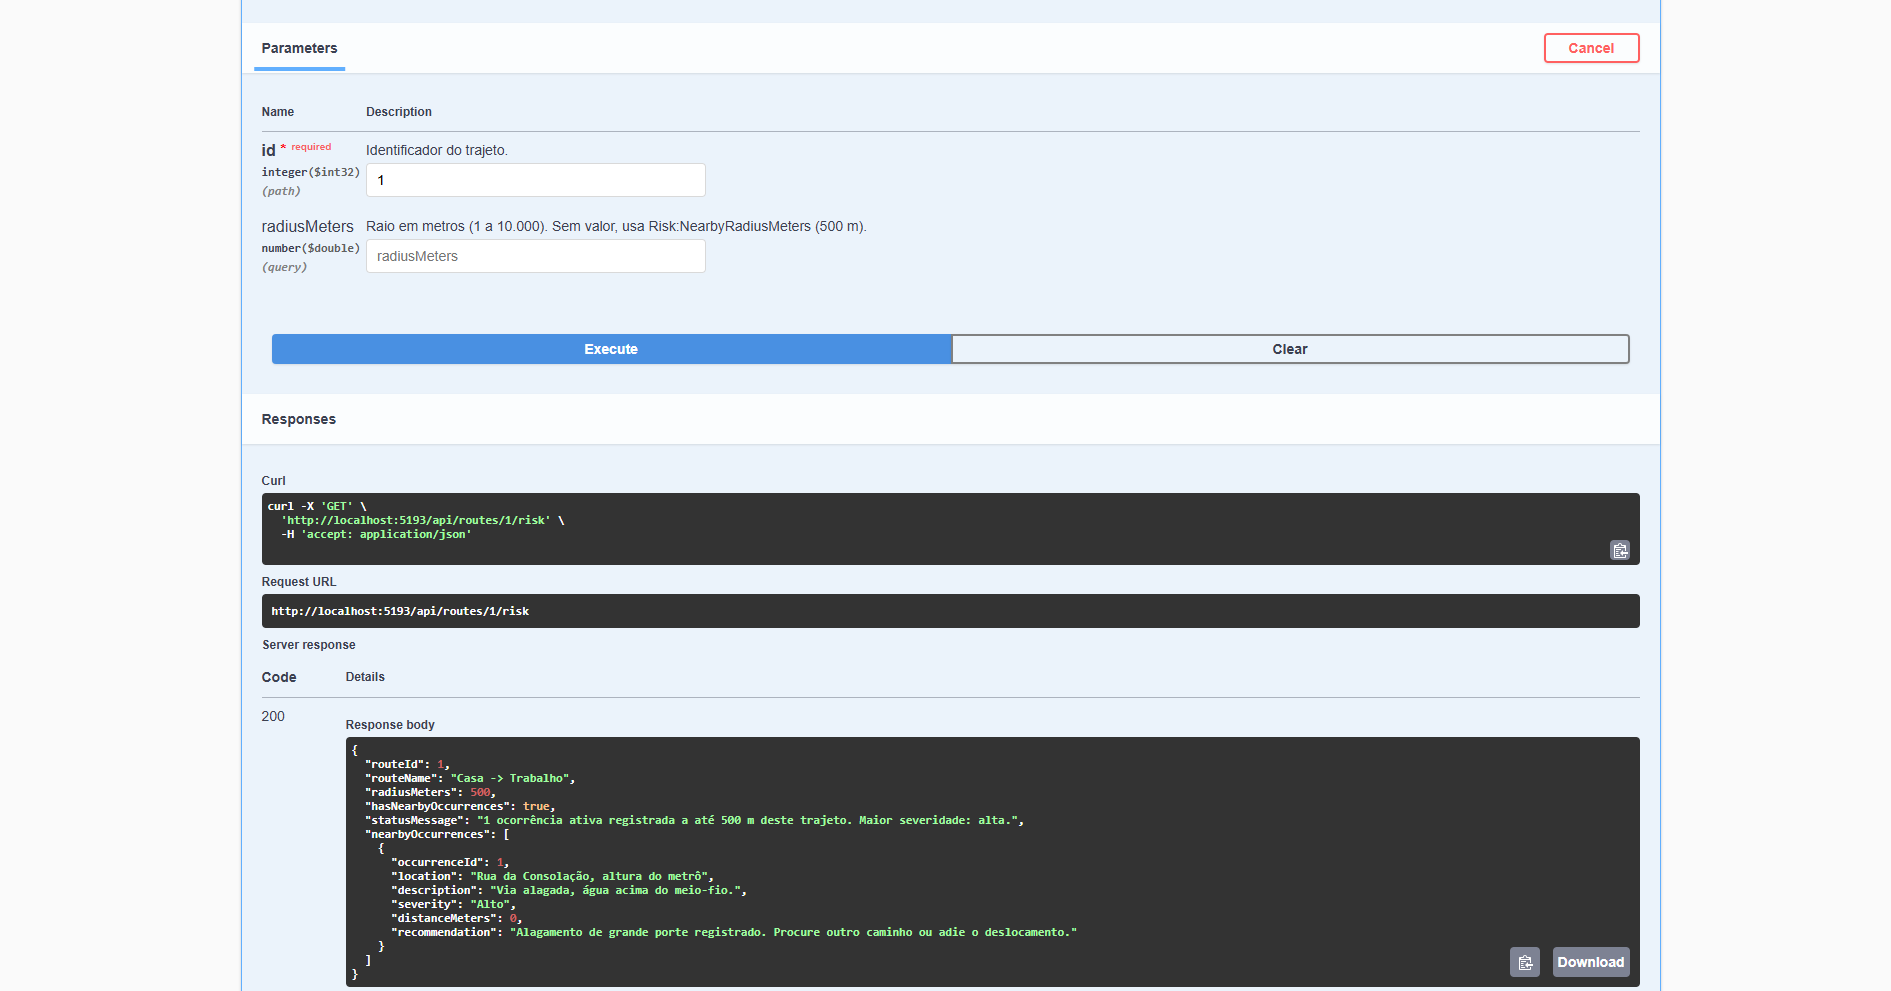 Parameters
Cancel
Name Description
id * required
Identificador do trajeto.
integer($int32)
(path)
1
radiusMeters
Raio em metros (1 a 10.000). Sem valor, usa Risk:NearbyRadiusMeters (500 m).
number($double)
(query)
radiusMeters
Execute
Clear
Responses
Curl
curl -X 'GET' \
  'http://localhost:5193/api/routes/1/risk' \
  -H 'accept: application/json'
Request URL
http://localhost:5193/api/routes/1/risk
Server response
Code Details
200
Response body
{
  "routeId": 1,
  "routeName": "Casa -> Trabalho",
  "radiusMeters": 500,
  "hasNearbyOccurrences": true,
  "statusMessage": "1 ocorrência ativa registrada a até 500 m deste trajeto. Maior severidade: alta.",
  "nearbyOccurrences": [
    {
      "occurrenceId": 1,
      "location": "Rua da Consolação, altura do metrô",
      "description": "Via alagada, água acima do meio-fio.",
      "severity": "Alto",
      "distanceMeters": 0,
      "recommendation": "Alagamento de grande porte registrado. Procure outro caminho ou adie o deslocamento."
    }
  ]
}
Download